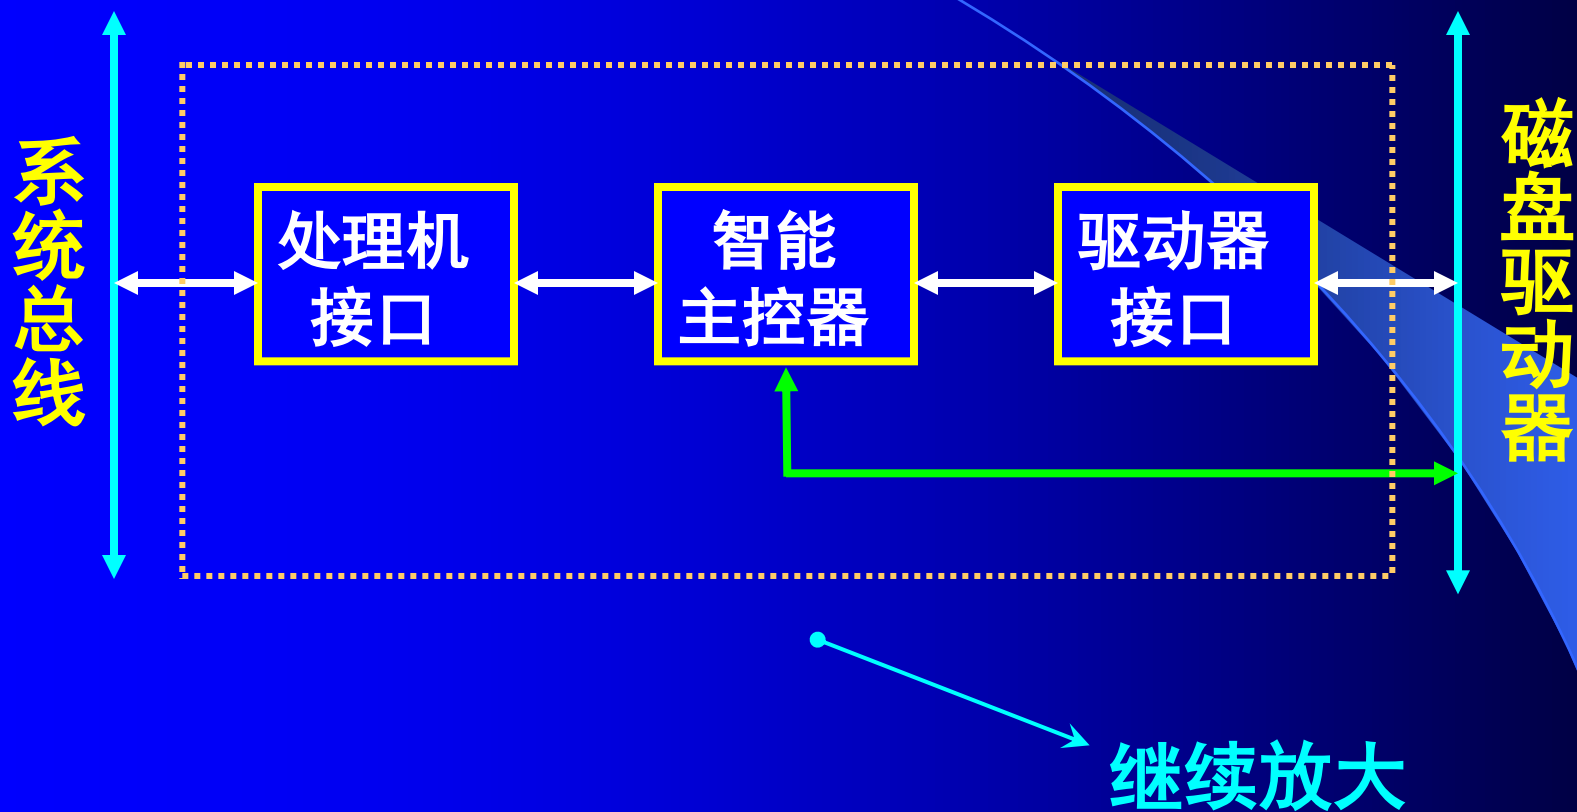 系统总线
处理机
接口
智能
主控器
驱动器
接口
磁盘驱动器
继续放大